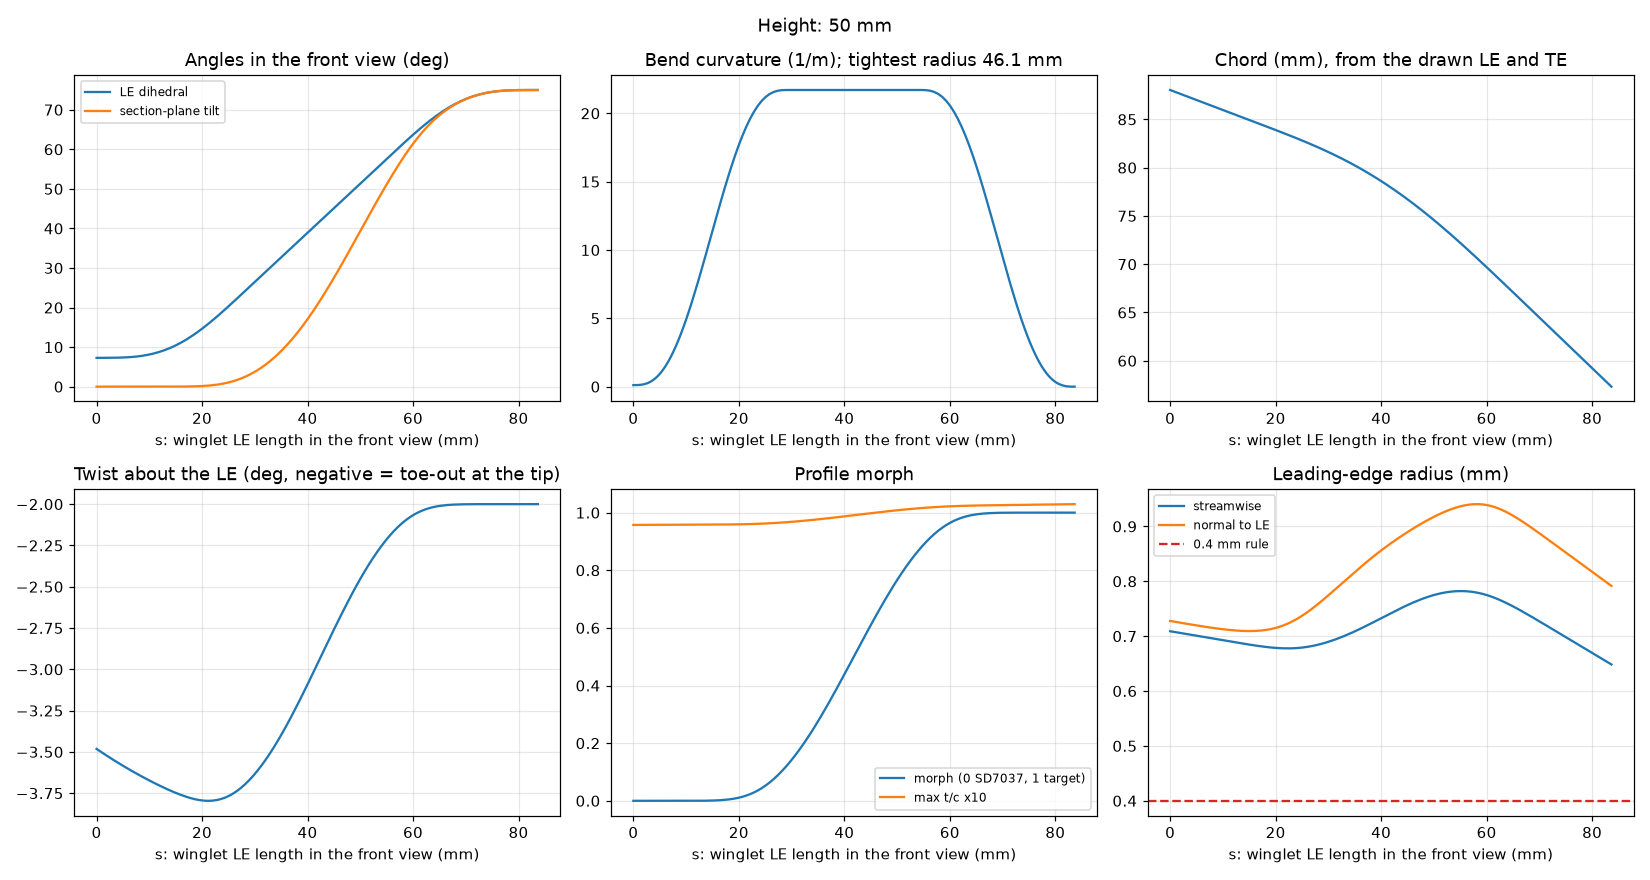 Height: 50 mm
Angles in the front view (deg)
LE dihedral
section-plane tilt
70
60
50
40
30
20
10
0
0 20 40 60 80
s: winglet LE length in the front view (mm)
Bend curvature (1/m); tightest radius 46.1 mm
20
15
10
5
0
0 20 40 60 80
s: winglet LE length in the front view (mm)
Chord (mm), from the drawn LE and TE
85
80
75
70
65
60
0 20 40 60 80
s: winglet LE length in the front view (mm)
Twist about the LE (deg, negative = toe-out at the tip)
−2.00
−2.25
−2.50
−2.75
−3.00
−3.25
−3.50
−3.75
0 20 40 60 80
s: winglet LE length in the front view (mm)
Profile morph
1.0
0.8
0.6
0.4
0.2
0.0
morph (0 SD7037, 1 target)
max t/c x10
0 20 40 60 80
s: winglet LE length in the front view (mm)
Leading-edge radius (mm)
streamwise
normal to LE
0.4 mm rule
0.9
0.8
0.7
0.6
0.5
0.4
0 20 40 60 80
s: winglet LE length in the front view (mm)